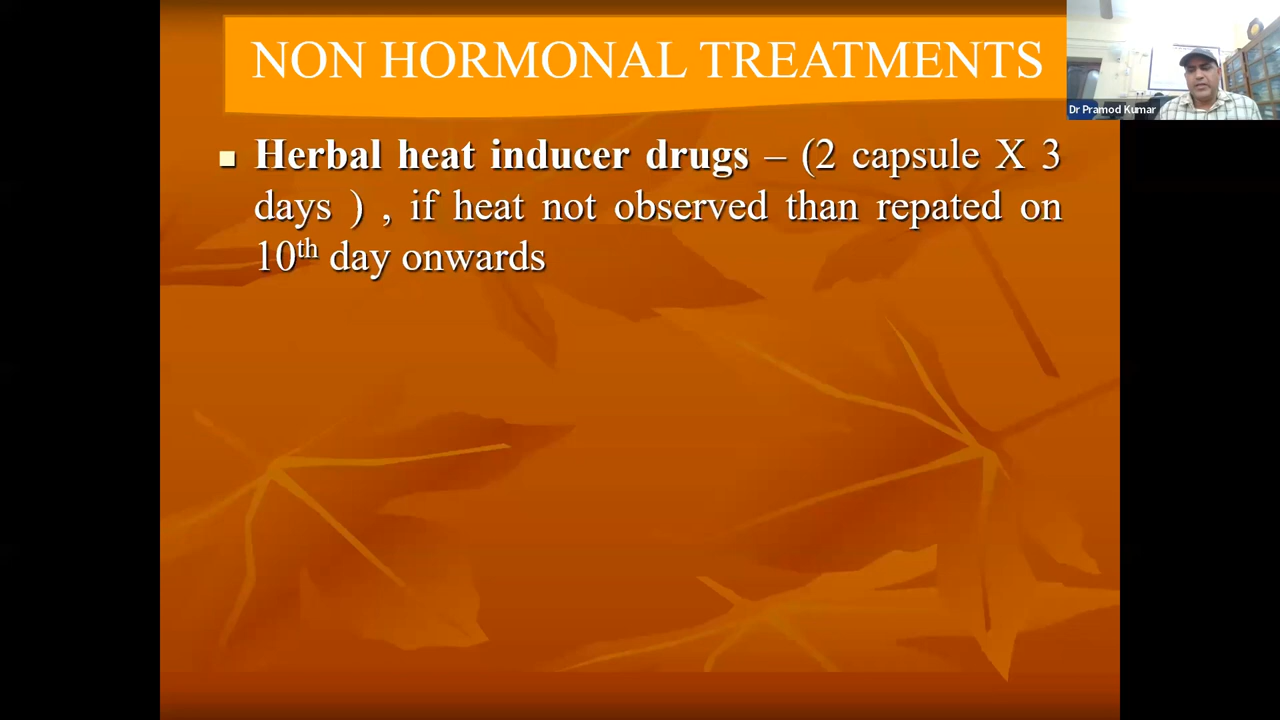 NON HORMONAL TREATMENTS
Dr Pramod Kumar
Herbal heat inducer drugs – (2 capsule X 3
days ) , if heat not observed than repated on
10th day onwards